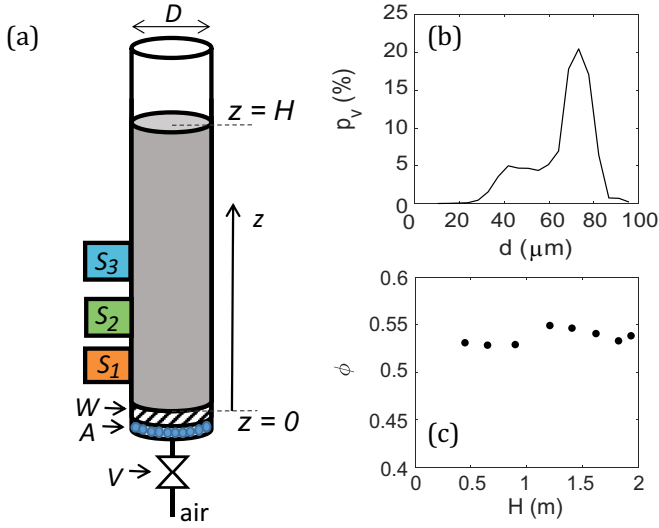 (a)
D
z = H
z
S3
S2
S1
W
A
z = 0
V
air
(b)
25
20
15
10
5
0
pv (%)
0 20 40 60 80 100
d (μm)
0.6
0.55
0.5
0.45
0.4
ϕ
(c)
0 0.5 1 1.5 2
H (m)